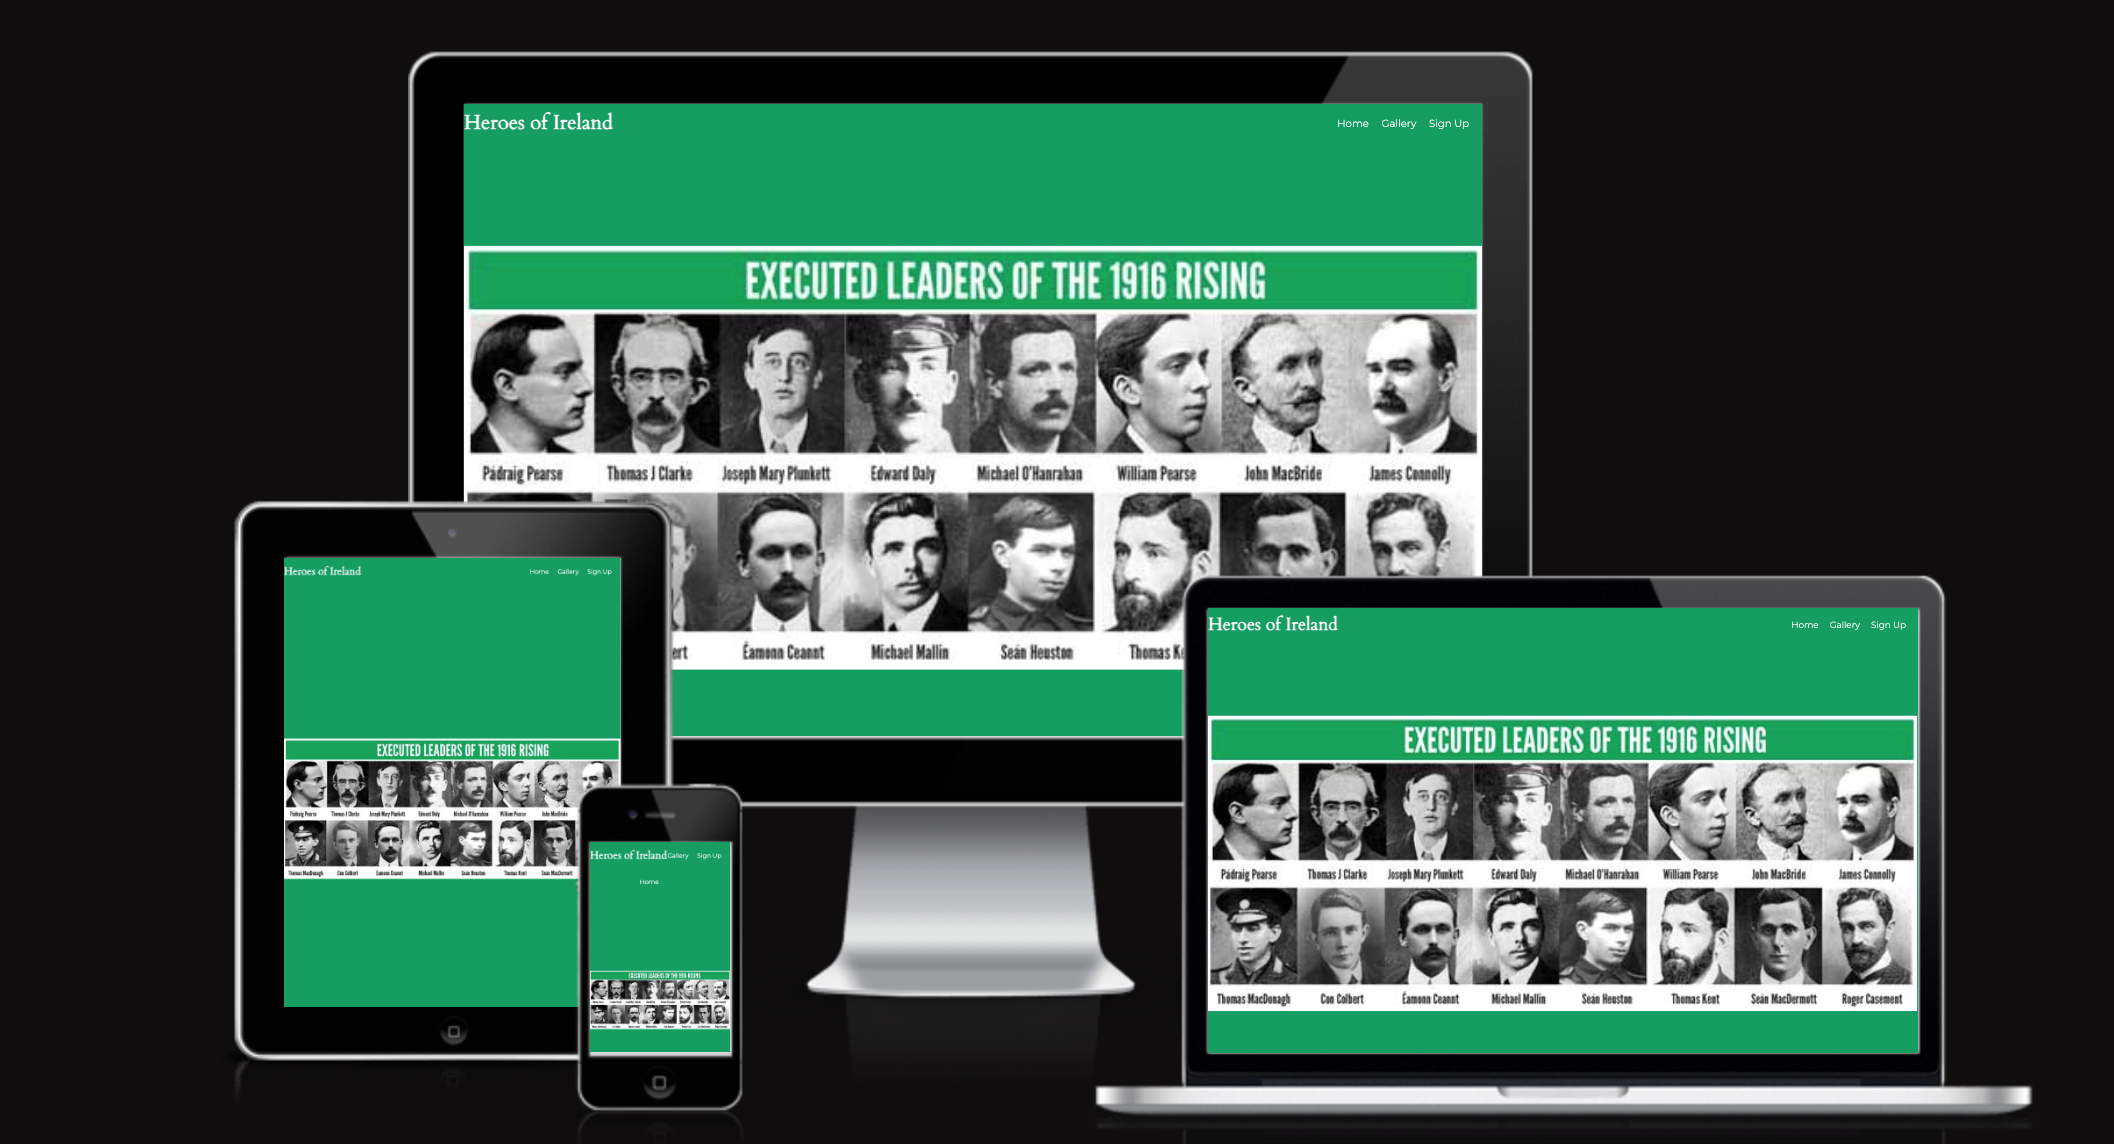 Heroes of Ireland
Home Gallery Sign Up
EXECUTED LEADERS OF THE 1916 RISING
Pádraig Pearse Thomas J Clarke Joseph Mary Plunkett Edward Daly Michael O'Hanrahan William Pearse John MacBride James Connolly
ert Éamonn Ceannt Michael Mallin Seán Heuston Thomas Ke
Heroes of Ireland
Home Gallery Sign Up
EXECUTED LEADERS OF THE 1916 RISING
Pádraig Pearse Thomas J Clarke Joseph Mary Plunkett Edward Daly Michael O'Hanrahan William Pearse John MacBride
Thomas MacDonagh Con Colbert Éamonn Ceannt Michael Mallin Seán Heuston Thomas Kent Seán MacDermott
Heroes of Ireland Gallery Sign Up
Home
EXECUTED LEADERS OF THE 1916 RISING
Heroes of Ireland
Home Gallery Sign Up
EXECUTED LEADERS OF THE 1916 RISING
Pádraig Pearse Thomas J Clarke Joseph Mary Plunkett Edward Daly Michael O'Hanrahan William Pearse John MacBride James Connolly
Thomas MacDonagh Con Colbert Éamonn Ceannt Michael Mallin Seán Heuston Thomas Kent Seán MacDermott Roger Casement